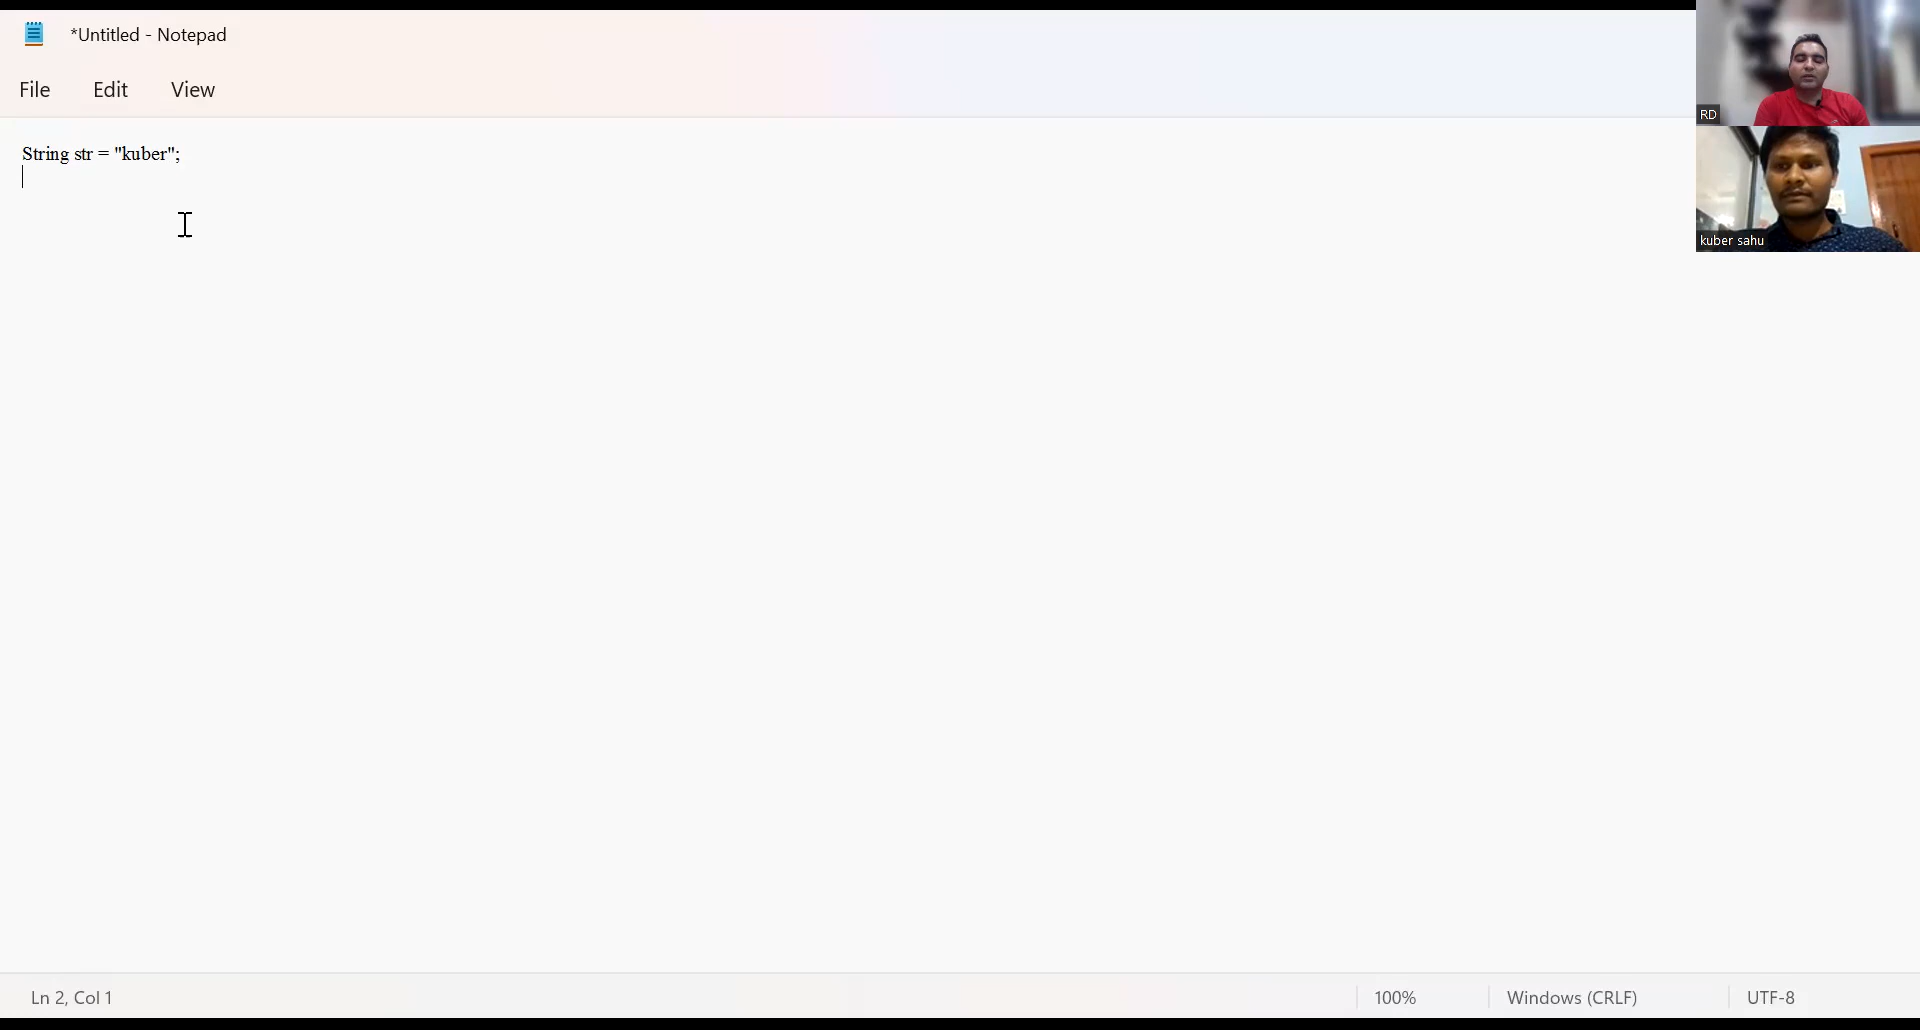 *Untitled - Notepad
File Edit View
RD
String str = "kuber";
kuber sahu
Ln 2, Col 1 100% Windows (CRLF) UTF-8